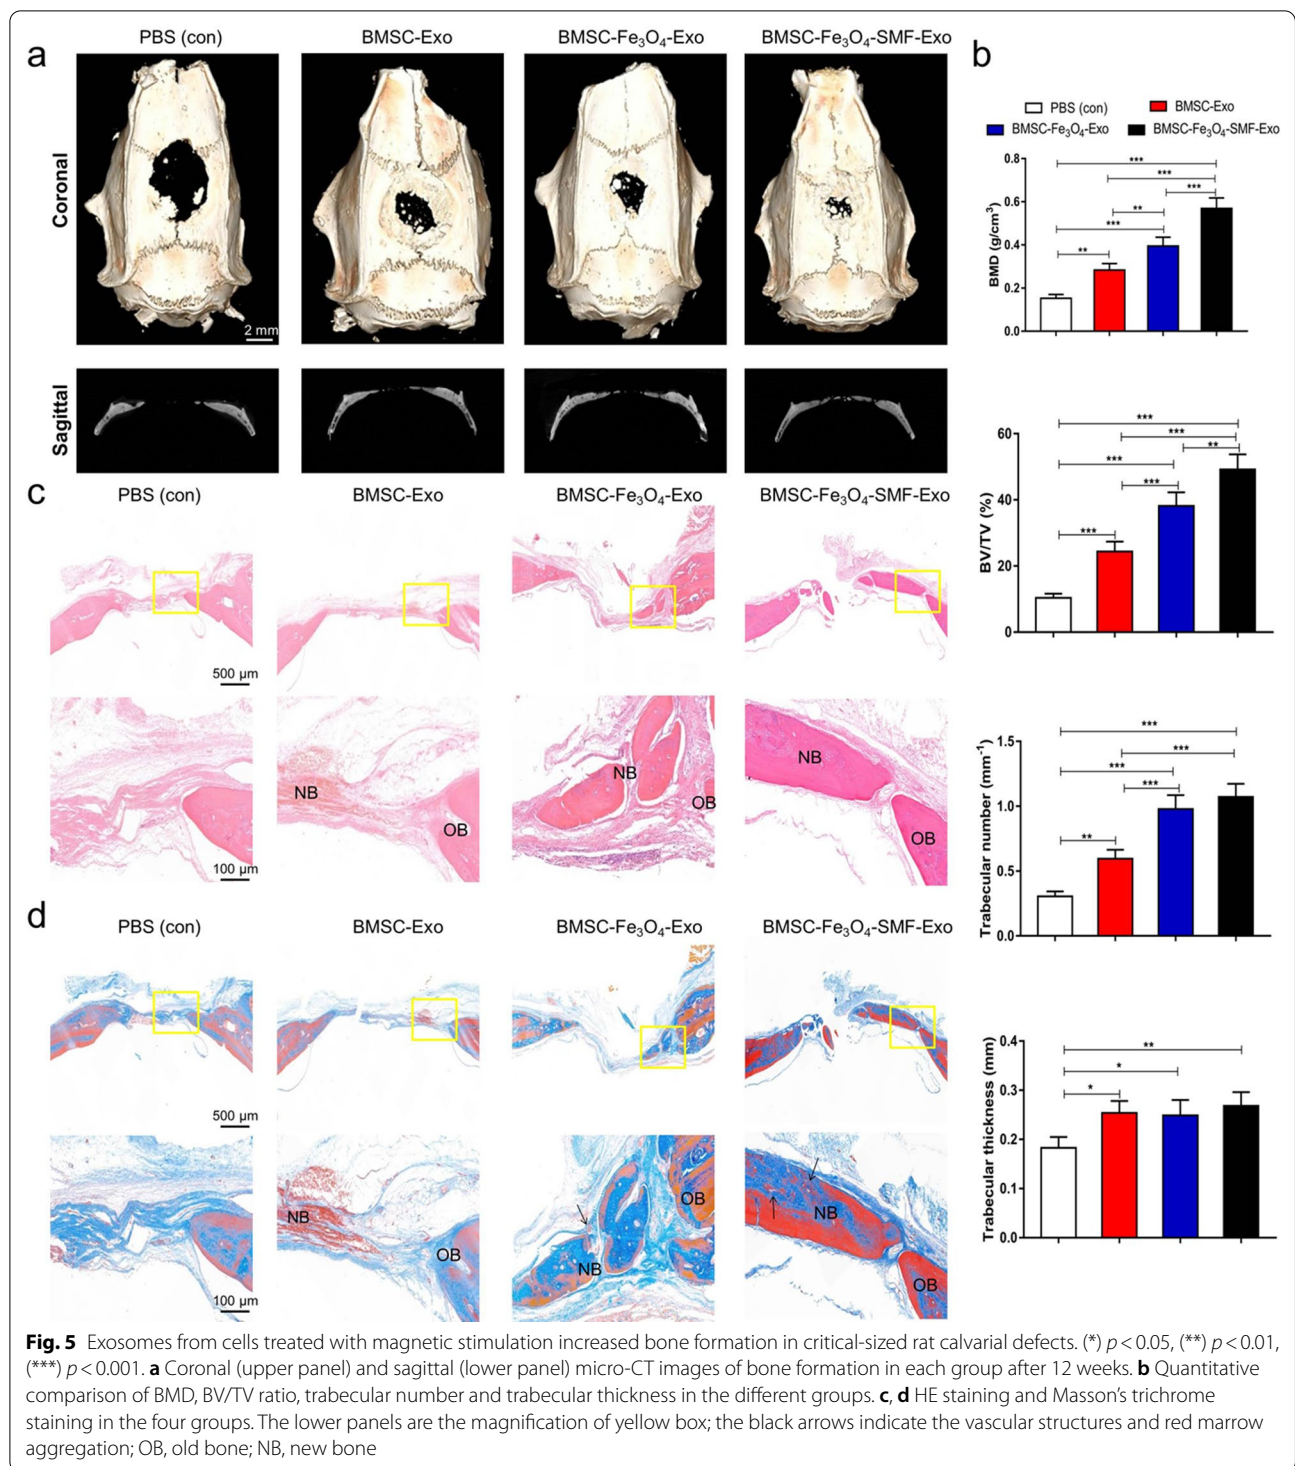 a
PBS (con) BMSC-Exo BMSC-Fe₃O₄-Exo BMSC-Fe₃O₄-SMF-Exo
Coronal
2 mm
Sagittal
b
PBS (con) BMSC-Exo
BMSC-Fe₃O₄-Exo BMSC-Fe₃O₄-SMF-Exo
BMD (g/cm³)
0.8
0.6
0.4
0.2
0.0
***
***
***
**
***
**
BV/TV (%)
60
40
20
0
***
***
**
***
***
***
Trabecular number (mm⁻¹)
1.5
1.0
0.5
0.0
***
***
***
***
**
Trabecular thickness (mm)
0.4
0.3
0.2
0.1
0.0
**
*
*
c
PBS (con) BMSC-Exo BMSC-Fe₃O₄-Exo BMSC-Fe₃O₄-SMF-Exo
500 µm
NB OB NB OB NB OB
100 µm
d
PBS (con) BMSC-Exo BMSC-Fe₃O₄-Exo BMSC-Fe₃O₄-SMF-Exo
500 µm
NB OB NB OB NB OB
100 µm
Fig. 5 Exosomes from cells treated with magnetic stimulation increased bone formation in critical-sized rat calvarial defects. (*) p < 0.05, (**) p < 0.01,
(***) p < 0.001. a Coronal (upper panel) and sagittal (lower panel) micro-CT images of bone formation in each group after 12 weeks. b Quantitative
comparison of BMD, BV/TV ratio, trabecular number and trabecular thickness in the different groups. c, d HE staining and Masson's trichrome
staining in the four groups. The lower panels are the magnification of yellow box; the black arrows indicate the vascular structures and red marrow
aggregation; OB, old bone; NB, new bone